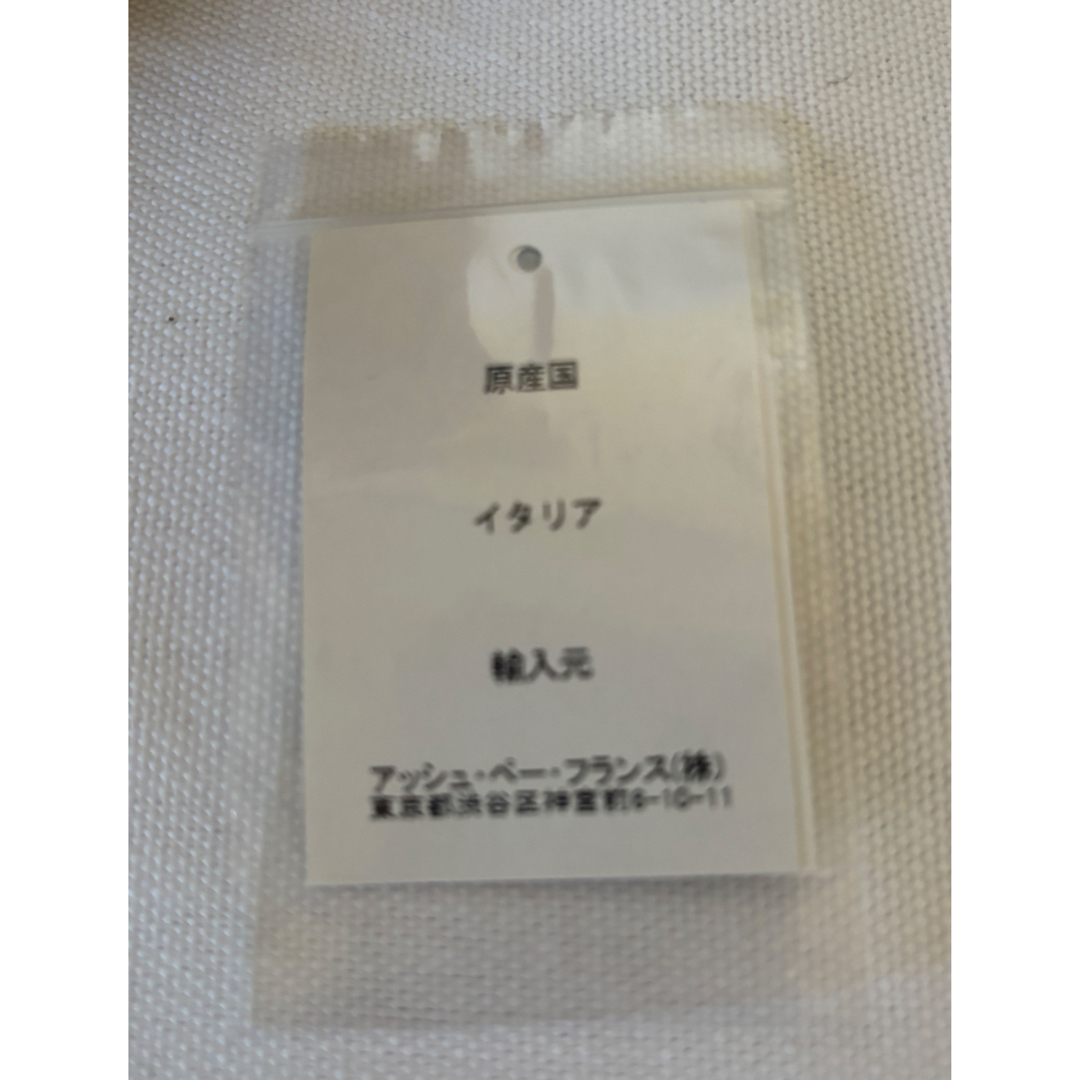 原産国
イタリア
輸入元
アッシュ・ペー・フランス(株)
東京都渋谷区神宮前6-10-11